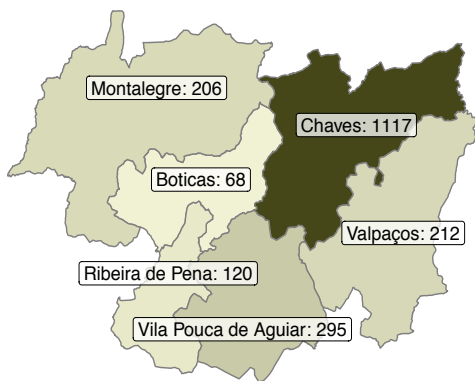 Montalegre: 206
Chaves: 1117
Boticas: 68
Valpaços: 212
Ribeira de Pena: 120
Vila Pouca de Aguiar: 295